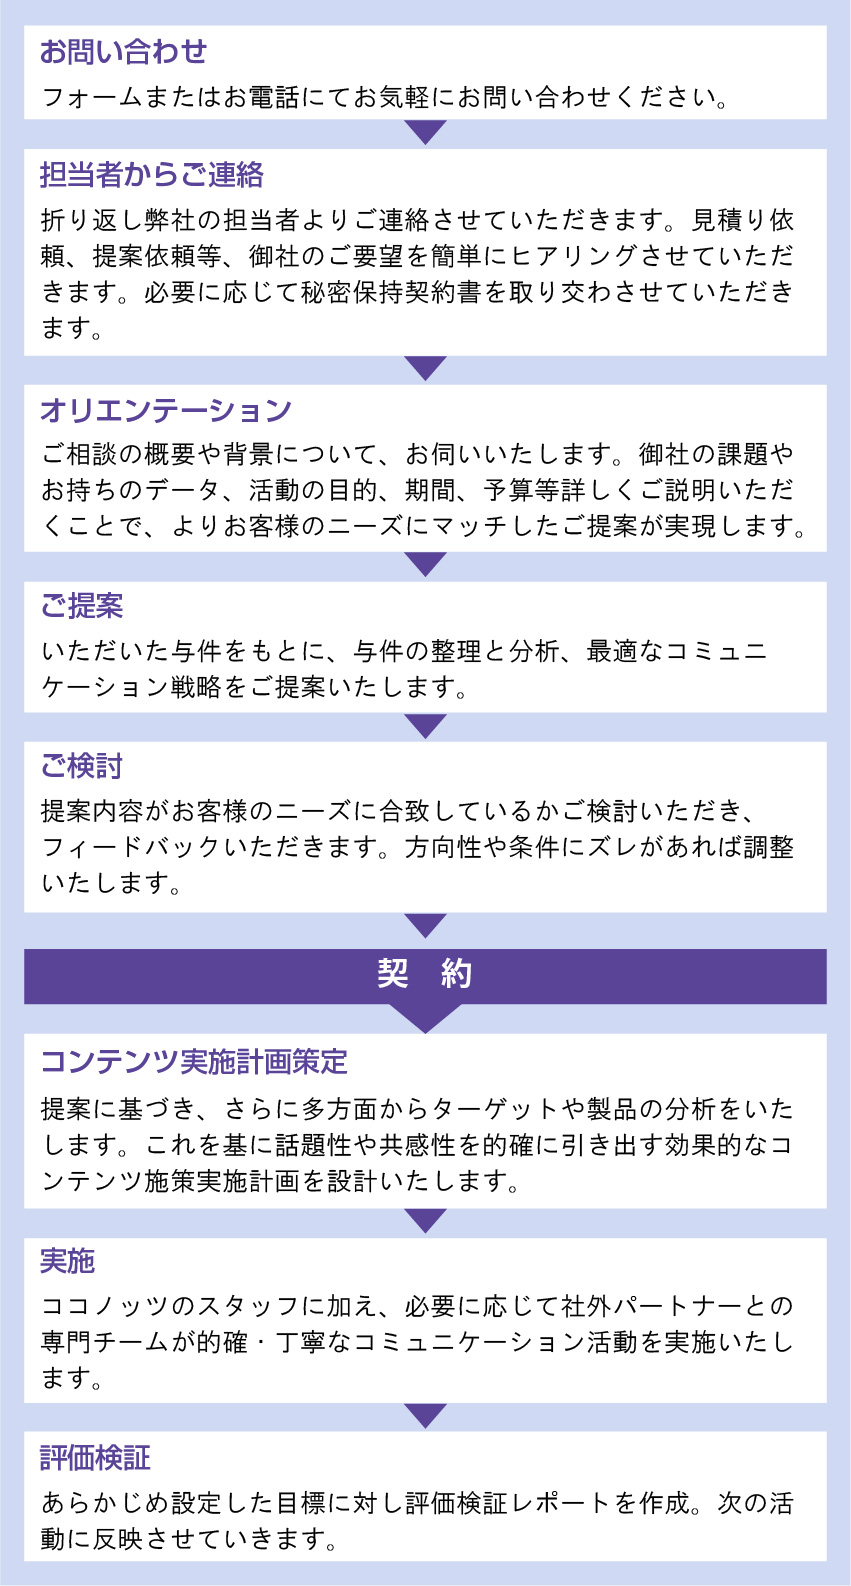 お問い合わせ
フォームまたはお電話にてお気軽にお問い合わせください。
担当者からご連絡
折り返し弊社の担当者よりご連絡させていただきます。見積り依
頼、提案依頼等、御社のご要望を簡単にヒアリングさせていただ
きます。必要に応じて秘密保持契約書を取り交わさせていただき
ます。
オリエンテーション
ご相談の概要や背景について、お伺いいたします。御社の課題や
お持ちのデータ、活動の目的、期間、予算等詳しくご説明いただ
くことで、よりお客様のニーズにマッチしたご提案が実現します。
ご提案
いただいた与件をもとに、与件の整理と分析、最適なコミュニ
ケーション戦略をご提案いたします。
ご検討
提案内容がお客様のニーズに合致しているかご検討いただき、
フィードバックいただきます。方向性や条件にズレがあれば調整
いたします。
契　約
コンテンツ実施計画策定
提案に基づき、さらに多方面からターゲットや製品の分析をいた
します。これを基に話題性や共感性を的確に引き出す効果的なコ
ンテンツ施策実施計画を設計いたします。
実施
ココノッツのスタッフに加え、必要に応じて社外パートナーとの
専門チームが的確・丁寧なコミュニケーション活動を実施いたし
ます。
評価検証
あらかじめ設定した目標に対し評価検証レポートを作成。次の活
動に反映させていきます。